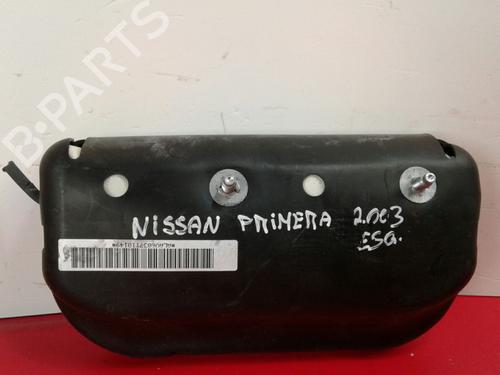 B-PARTS
NISSAN PRIMERA 2.003
ESQ.